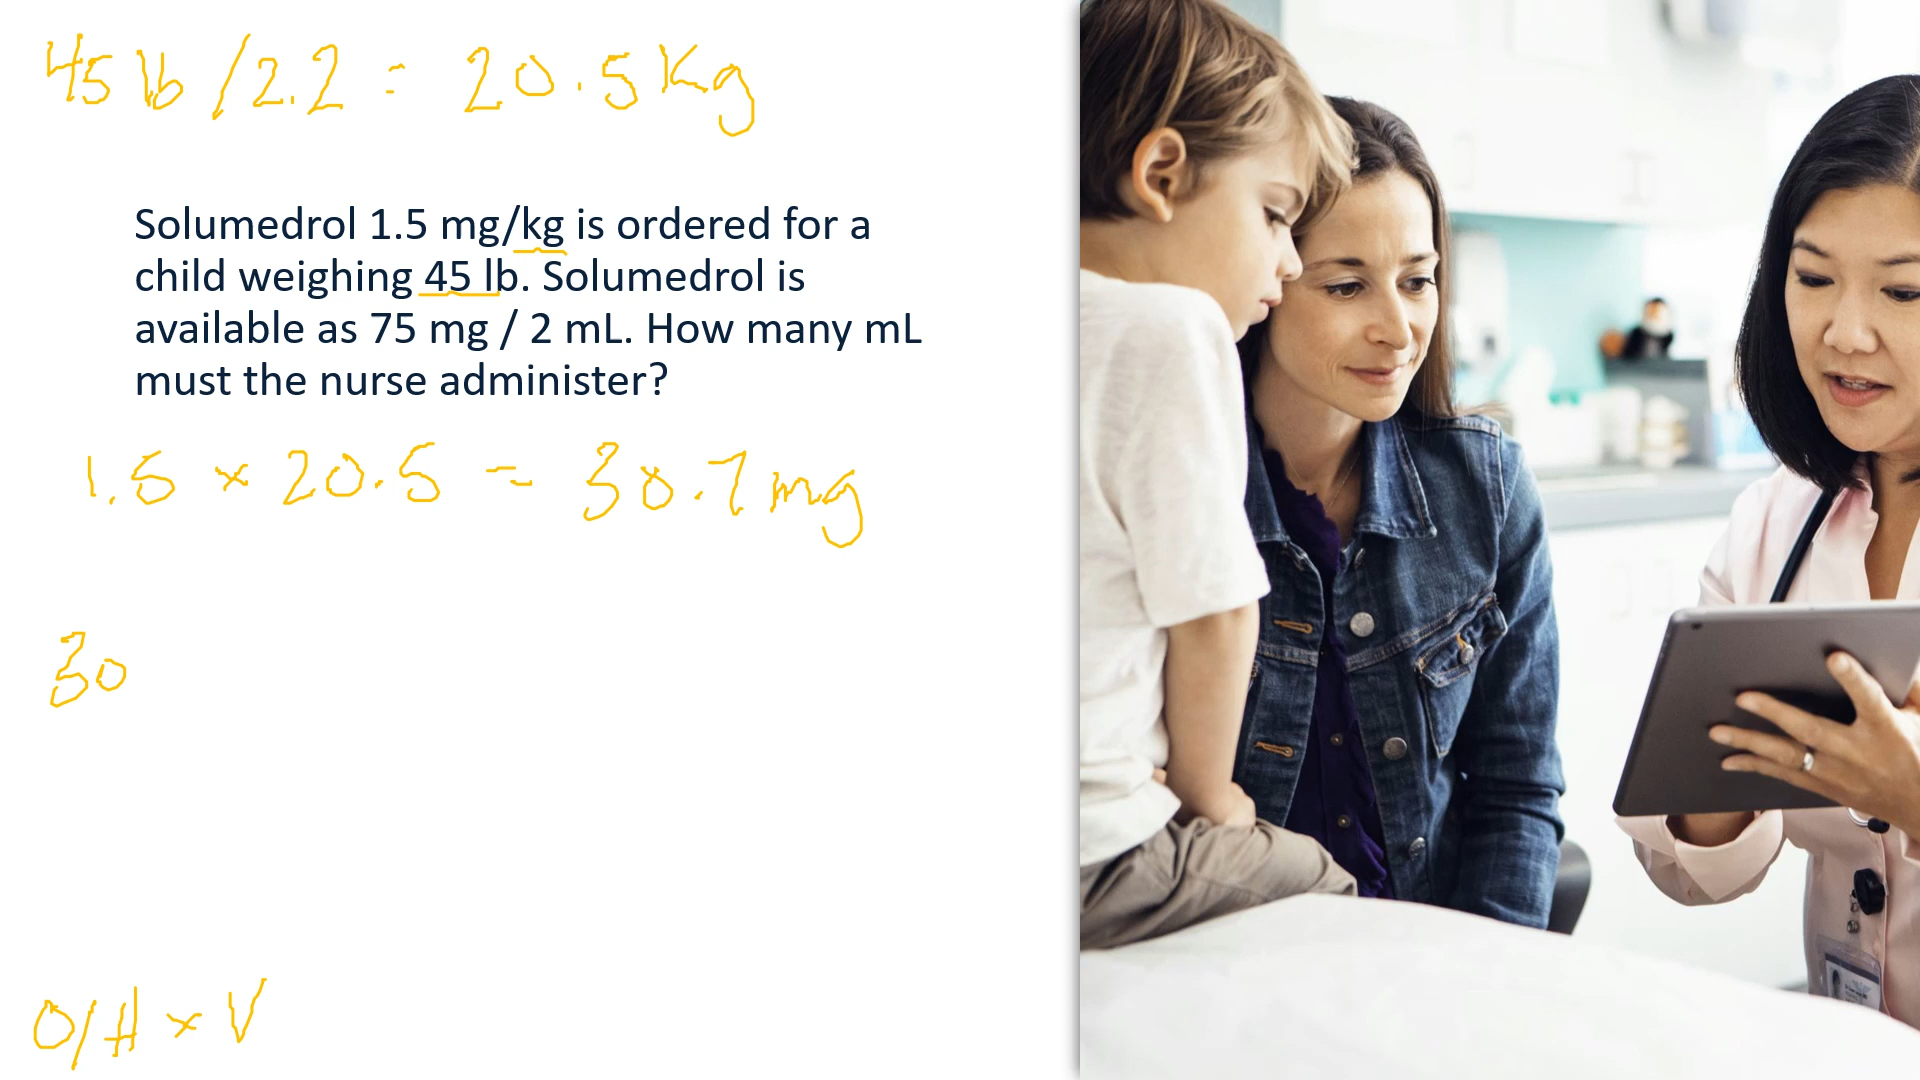 45 lb / 2.2 = 20.5 Kg
Solumedrol 1.5 mg/kg is ordered for a
child weighing 45 lb. Solumedrol is
available as 75 mg / 2 mL. How many mL
must the nurse administer?
1.5 × 20.5 = 30.7 mg
30
O/H × V